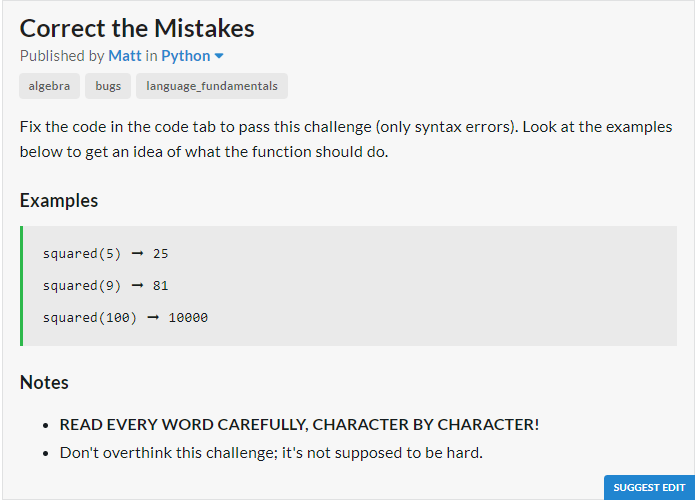 Correct the Mistakes
Published by Matt in Python
algebra bugs language_fundamentals
Fix the code in the code tab to pass this challenge (only syntax errors). Look at the examples
below to get an idea of what the function should do.
Examples
squared(5) ➞ 25
squared(9) ➞ 81
squared(100) ➞ 10000
Notes
• READ EVERY WORD CAREFULLY, CHARACTER BY CHARACTER!
• Don't overthink this challenge; it's not supposed to be hard.
SUGGEST EDIT